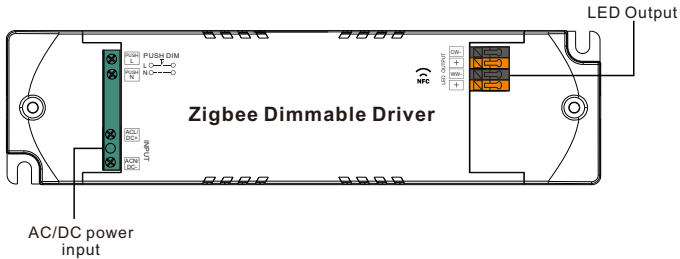 LED Output
PUSH L
PUSH DIM
L
PUSH N
N
CW-
+
WW-
+
LED OUTPUT
NFC
Zigbee Dimmable Driver
ACL/ DC+
INPUT
ACN/ DC-
AC/DC power
input